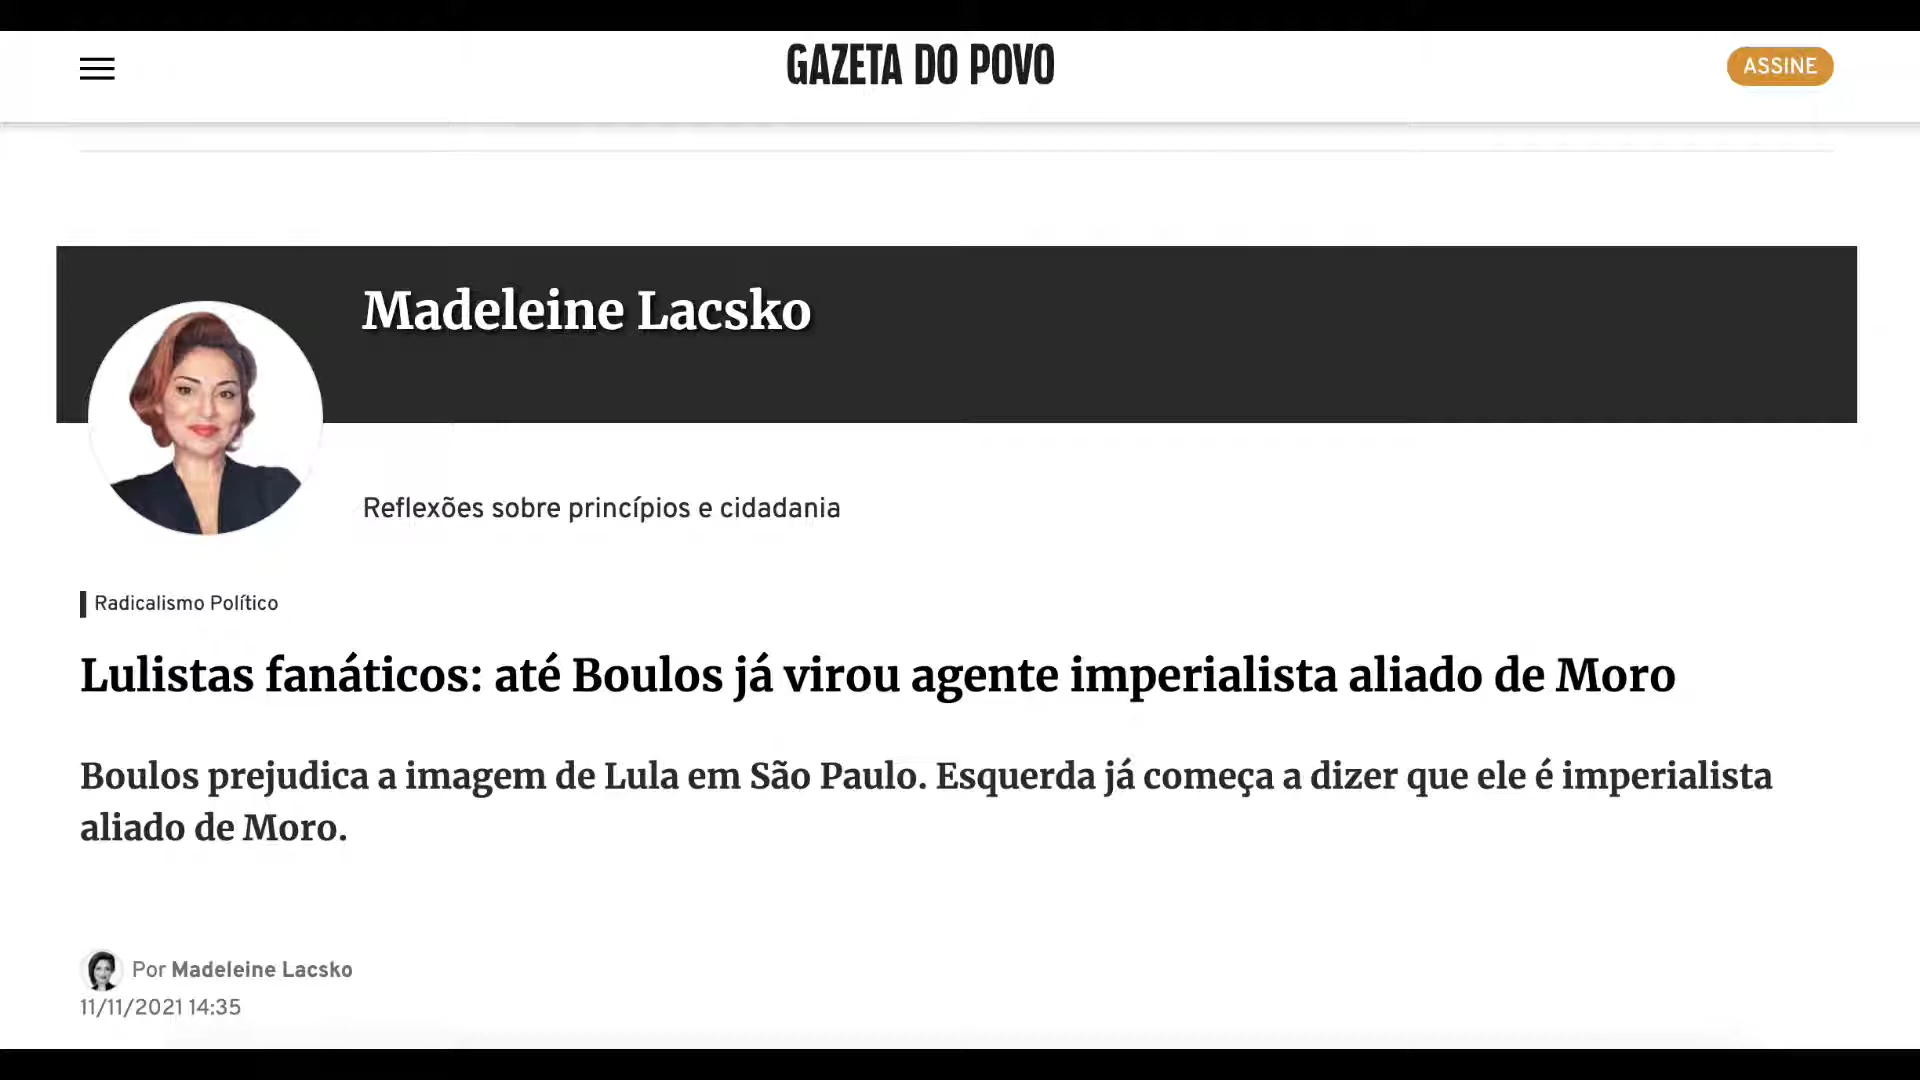 GAZETA DO POVO
ASSINE
Madeleine Lacsko
Reflexões sobre princípios e cidadania
Radicalismo Político
Lulistas fanáticos: até Boulos já virou agente imperialista aliado de Moro
Boulos prejudica a imagem de Lula em São Paulo. Esquerda já começa a dizer que ele é imperialista
aliado de Moro.
Por Madeleine Lacsko
11/11/2021 14:35